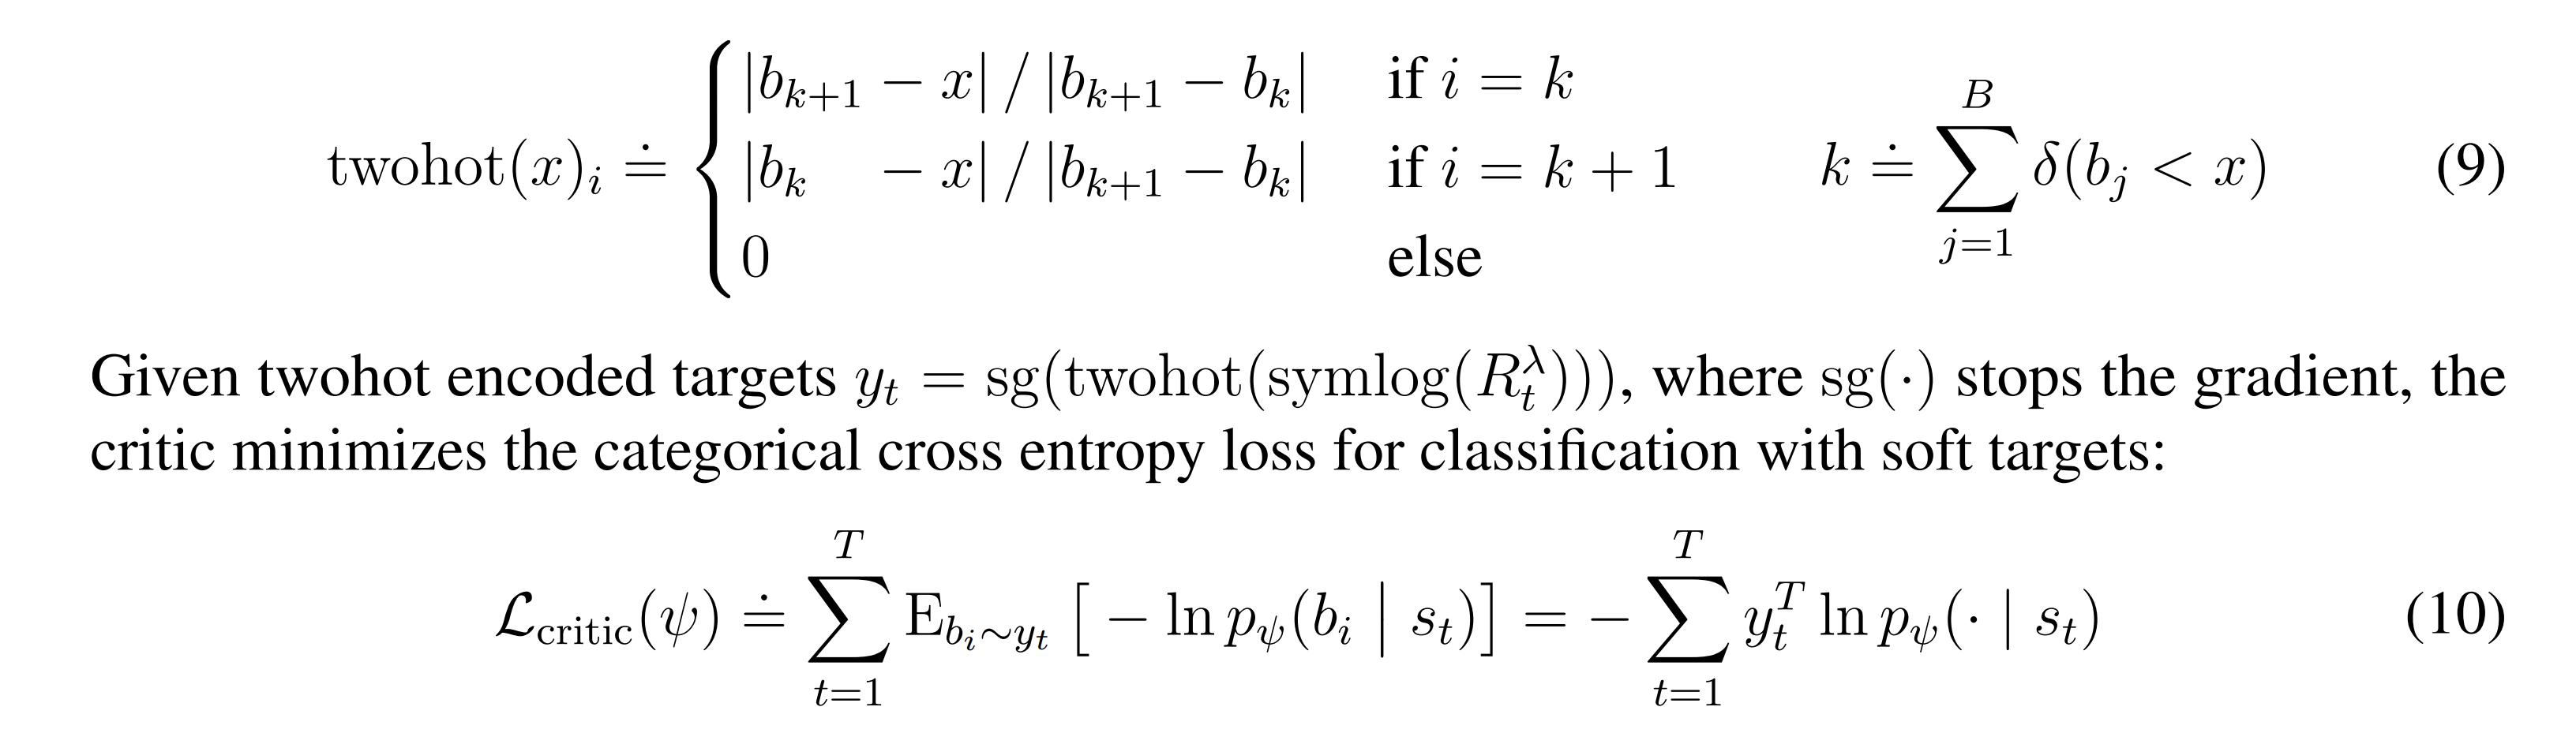 twohot(x)_i ≐ { |b_{k+1} − x| / |b_{k+1} − b_k| if i = k
|b_k − x| / |b_{k+1} − b_k| if i = k + 1
0 else
k ≐ ∑_{j=1}^{B} δ(b_j < x) (9)
Given twohot encoded targets y_t = sg(twohot(symlog(R_t^λ))), where sg(·) stops the gradient, the
critic minimizes the categorical cross entropy loss for classification with soft targets:
ℒ_critic(ψ) ≐ ∑_{t=1}^{T} E_{b_i∼y_t} [ − ln p_ψ(b_i | s_t)] = − ∑_{t=1}^{T} y_t^T ln p_ψ(· | s_t) (10)